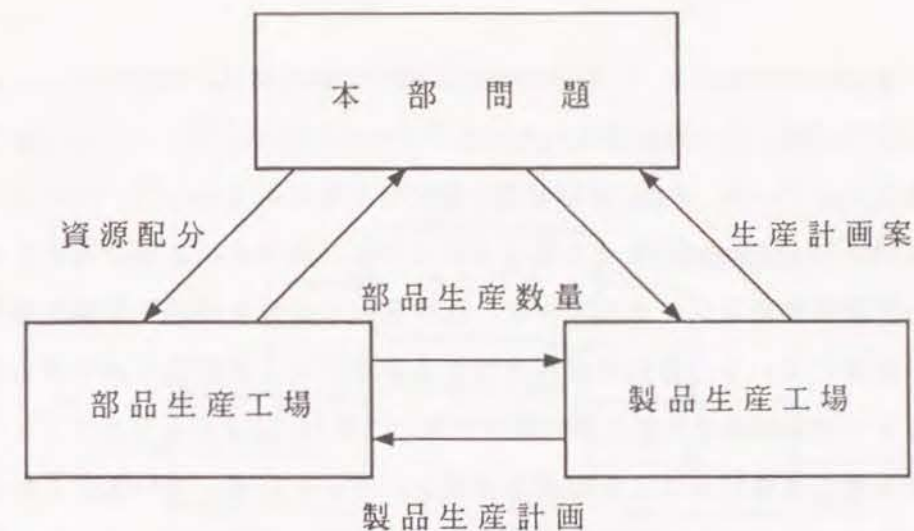 本部問題
資源配分
生産計画案
部品生産数量
部品生産工場
製品生産工場
製品生産計画